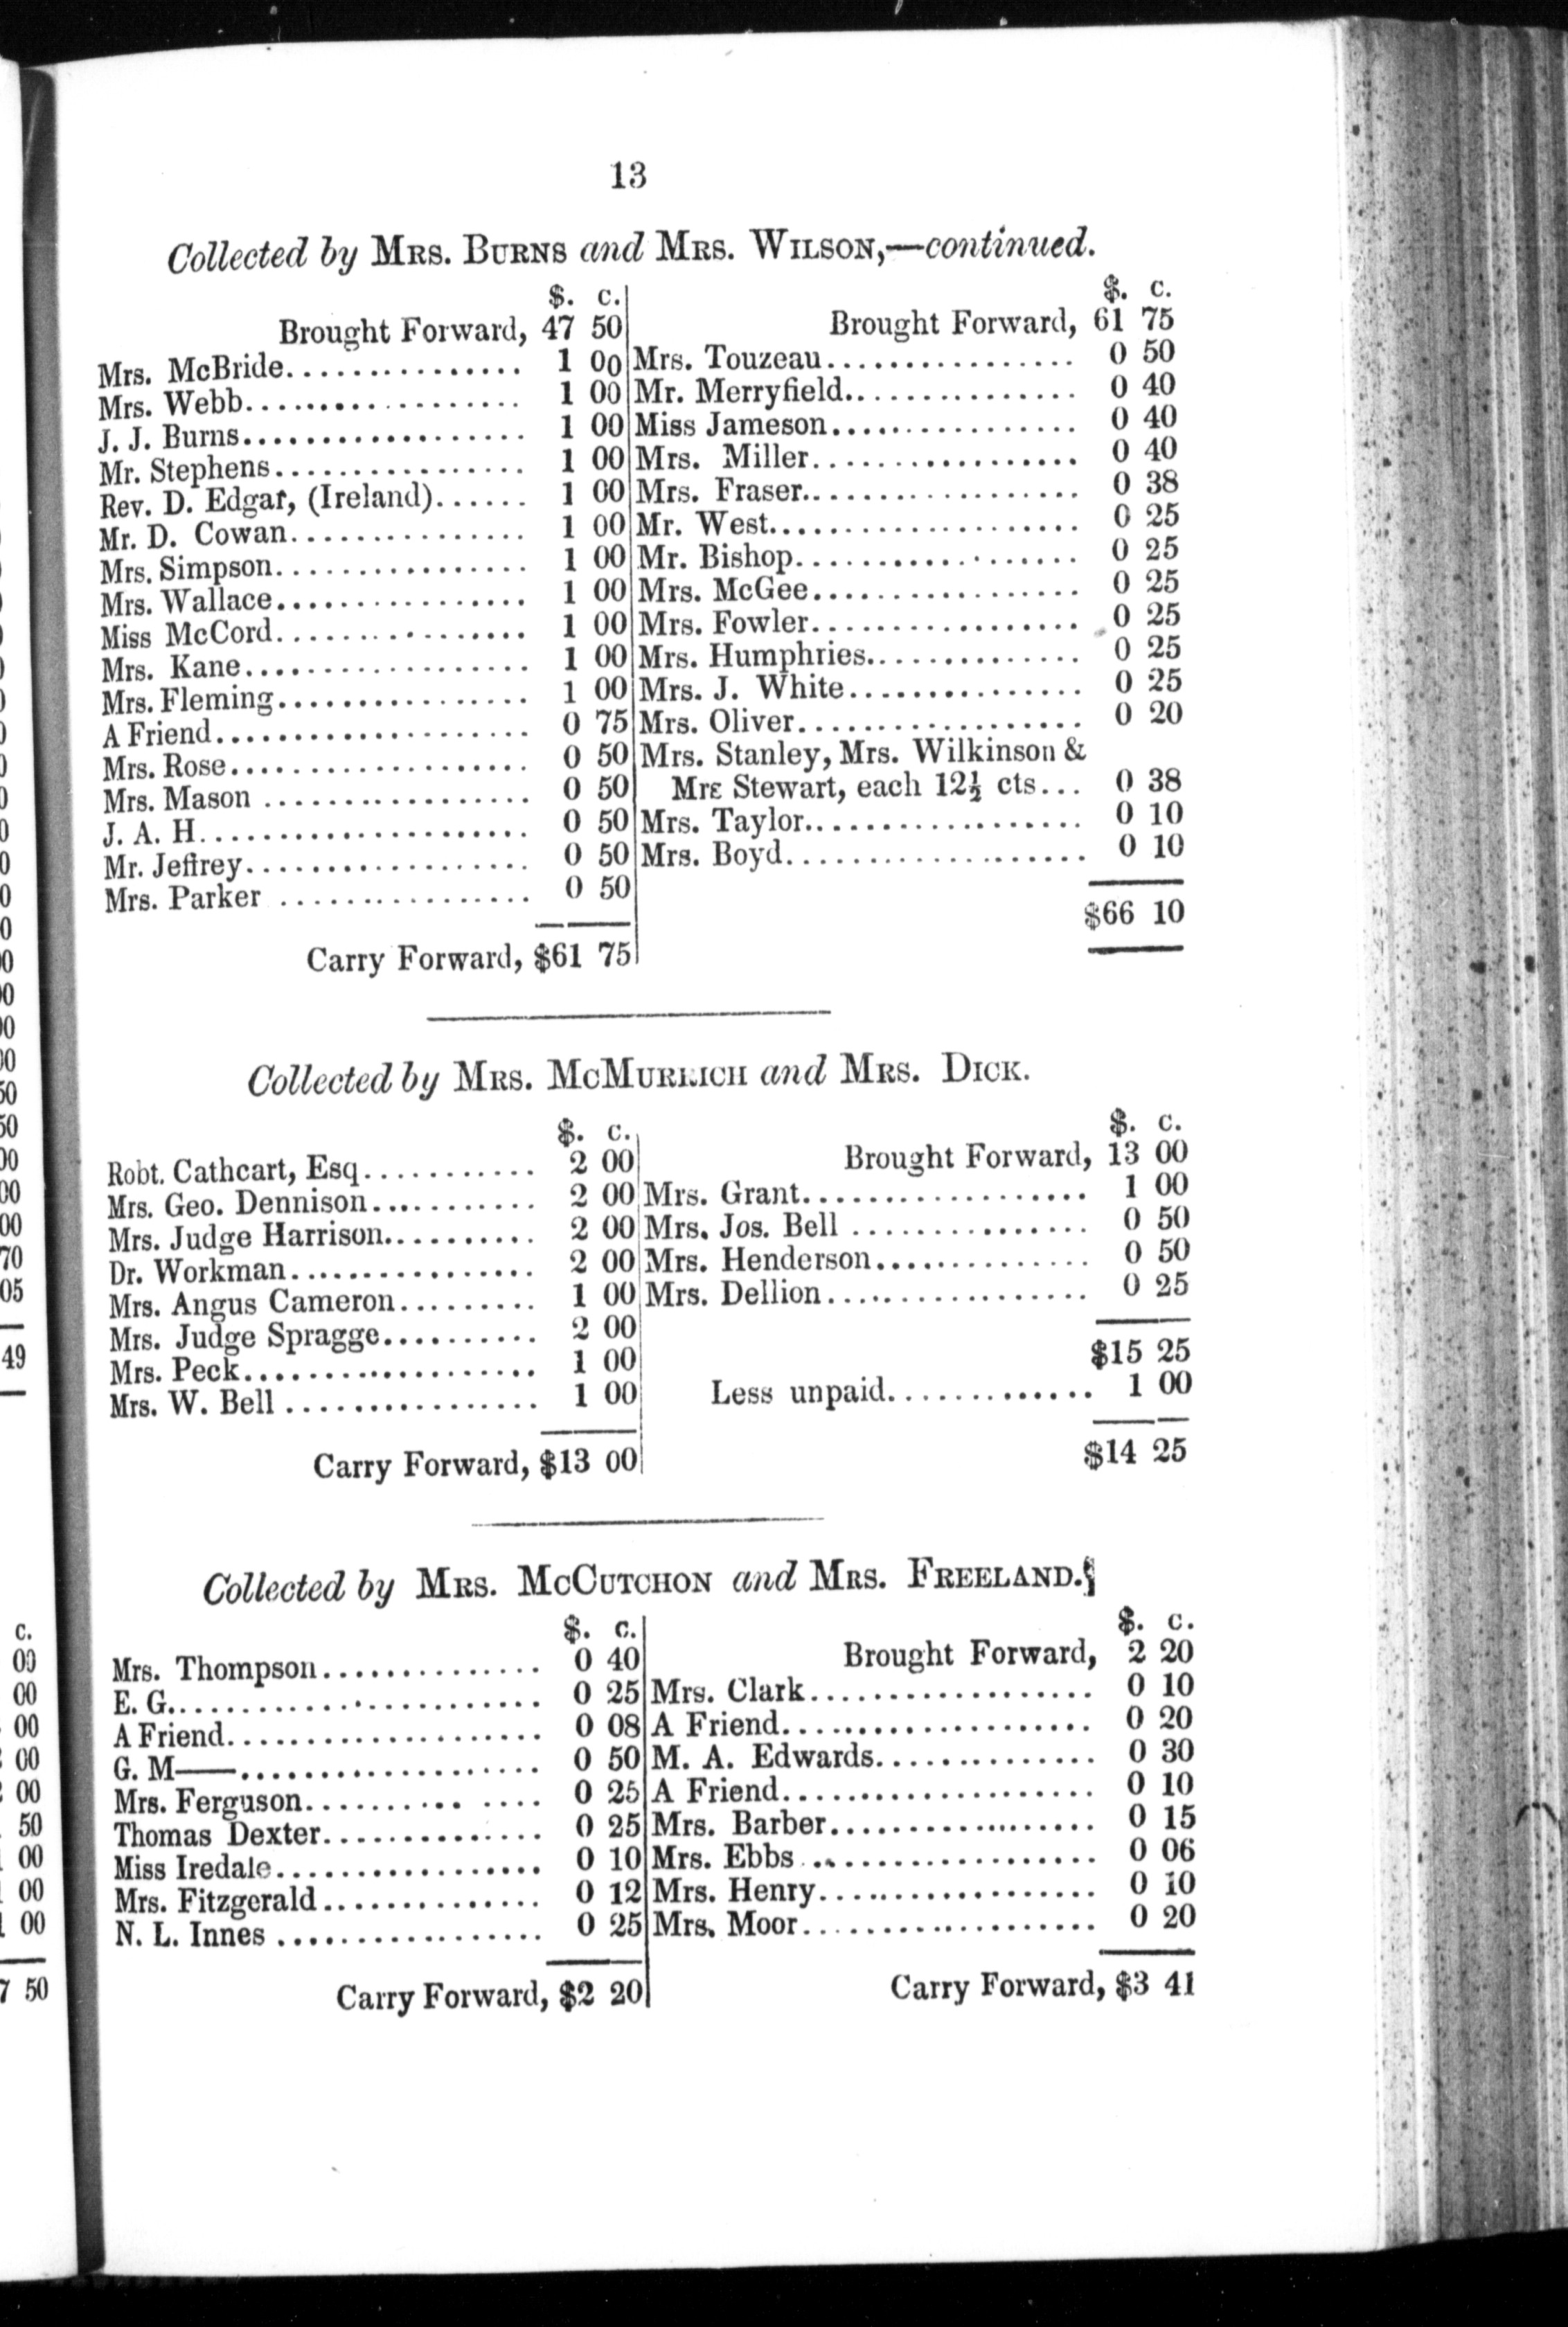 13
Collected by MRS. BURNS and MRS. WILSON,—continued.
$. c.
Brought Forward, 47 50
Mrs. McBride............... 1 00
Mrs. Webb.................. 1 00
J. J. Burns.................. 1 00
Mr. Stephens................ 1 00
Rev. D. Edgar, (Ireland)...... 1 00
Mr. D. Cowan............... 1 00
Mrs. Simpson................ 1 00
Mrs. Wallace................ 1 00
Miss McCord................ 1 00
Mrs. Kane.................. 1 00
Mrs. Fleming................ 1 00
A Friend.................... 0 75
Mrs. Rose................... 0 50
Mrs. Mason ................. 0 50
J. A. H..................... 0 50
Mr. Jeffrey.................. 0 50
Mrs. Parker ................ 0 50
Carry Forward, $61 75
$. c.
Brought Forward, 61 75
Mrs. Touzeau................ 0 50
Mr. Merryfield............... 0 40
Miss Jameson................ 0 40
Mrs. Miller.................. 0 40
Mrs. Fraser.................. 0 38
Mr. West.................... 0 25
Mr. Bishop.................. 0 25
Mrs. McGee................. 0 25
Mrs. Fowler................. 0 25
Mrs. Humphries.............. 0 25
Mrs. J. White............... 0 25
Mrs. Oliver.................. 0 20
Mrs. Stanley, Mrs. Wilkinson &
Mrs Stewart, each 12½ cts... 0 38
Mrs. Taylor.................. 0 10
Mrs. Boyd................... 0 10
$66 10
Collected by MRS. MCMURRICH and MRS. DICK.
$. c.
Robt. Cathcart, Esq........... 2 00
Mrs. Geo. Dennison........... 2 00
Mrs. Judge Harrison.......... 2 00
Dr. Workman................ 2 00
Mrs. Angus Cameron......... 1 00
Mrs. Judge Spragge.......... 2 00
Mrs. Peck................... 1 00
Mrs. W. Bell ................ 1 00
Carry Forward, $13 00
$. c.
Brought Forward, 13 00
Mrs. Grant.................. 1 00
Mrs. Jos. Bell ............... 0 50
Mrs. Henderson.............. 0 50
Mrs. Dellion................. 0 25
$15 25
Less unpaid............. 1 00
$14 25
Collected by MRS. MCCUTCHON and MRS. FREELAND.
$. c.
Mrs. Thompson.............. 0 40
E. G........................ 0 25
A Friend.................... 0 08
G. M——.................... 0 50
Mrs. Ferguson.......... .... 0 25
Thomas Dexter.............. 0 25
Miss Iredale................. 0 10
Mrs. Fitzgerald.............. 0 12
N. L. Innes ................. 0 25
Carry Forward, $2 20
$. c.
Brought Forward, 2 20
Mrs. Clark.................. 0 10
A Friend.................... 0 20
M. A. Edwards.............. 0 30
A Friend.................... 0 10
Mrs. Barber................. 0 15
Mrs. Ebbs .................. 0 06
Mrs. Henry.................. 0 10
Mrs. Moor................... 0 20
Carry Forward, $3 41